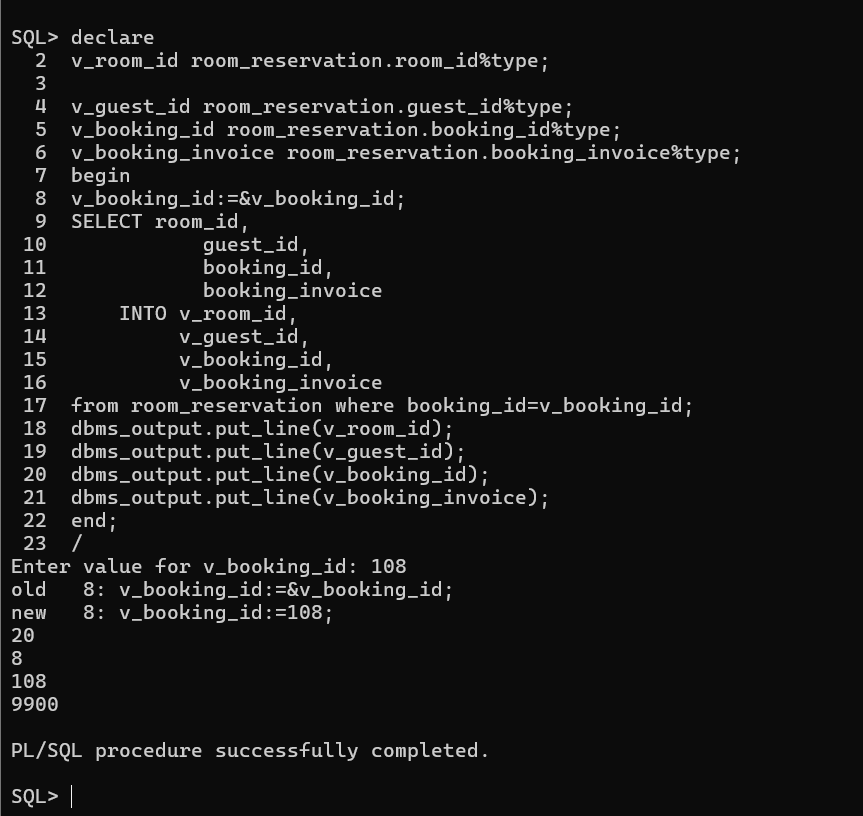 SQL> declare
  2  v_room_id room_reservation.room_id%type;
  3
  4  v_guest_id room_reservation.guest_id%type;
  5  v_booking_id room_reservation.booking_id%type;
  6  v_booking_invoice room_reservation.booking_invoice%type;
  7  begin
  8  v_booking_id:=&v_booking_id;
  9  SELECT room_id,
 10             guest_id,
 11             booking_id,
 12             booking_invoice
 13      INTO v_room_id,
 14           v_guest_id,
 15           v_booking_id,
 16           v_booking_invoice
 17  from room_reservation where booking_id=v_booking_id;
 18  dbms_output.put_line(v_room_id);
 19  dbms_output.put_line(v_guest_id);
 20  dbms_output.put_line(v_booking_id);
 21  dbms_output.put_line(v_booking_invoice);
 22  end;
 23  /
Enter value for v_booking_id: 108
old   8: v_booking_id:=&v_booking_id;
new   8: v_booking_id:=108;
20
8
108
9900

PL/SQL procedure successfully completed.

SQL>